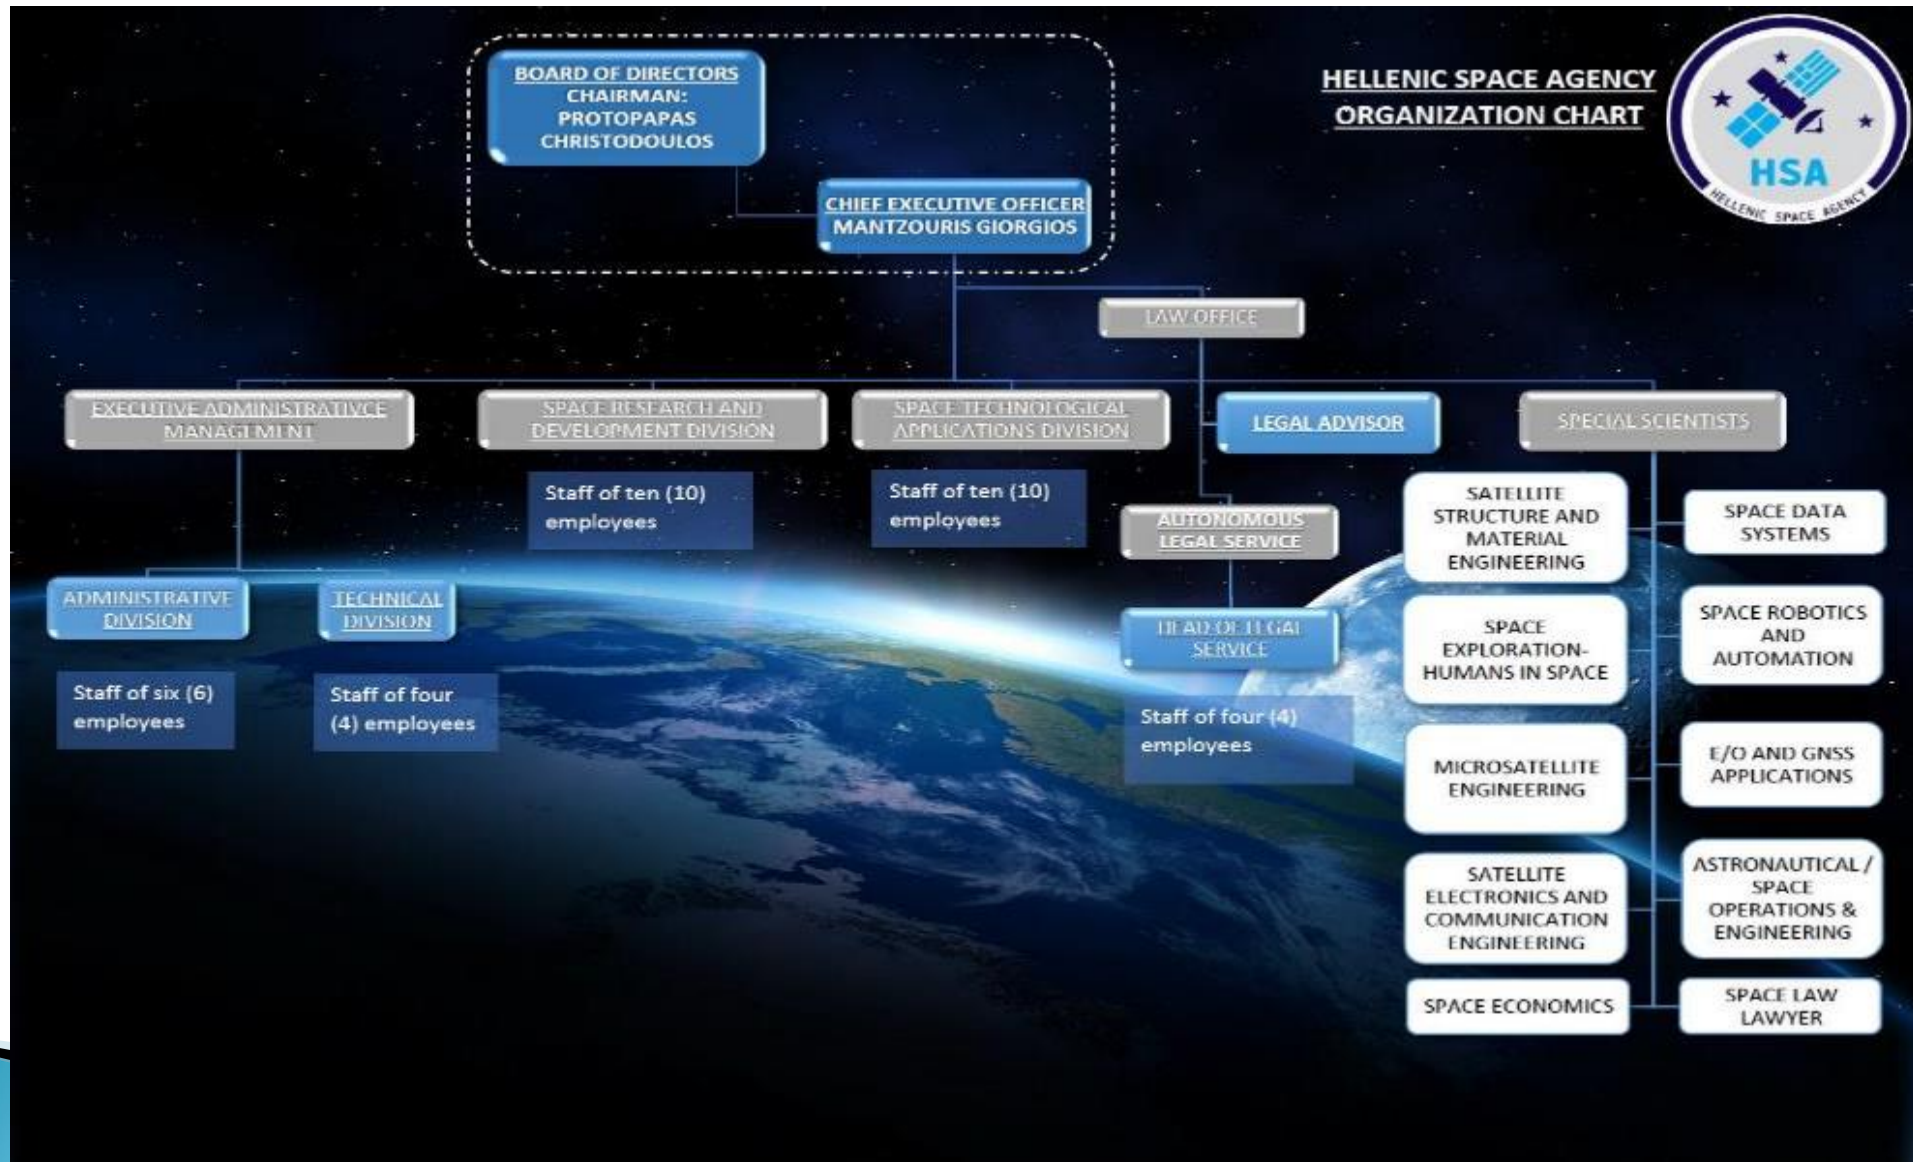 BOARD OF DIRECTORS
CHAIRMAN:
PROTOPAPAS
CHRISTODOULOS
CHIEF EXECUTIVE OFFICER
MANTZOURIS GIORGIOS
HELLENIC SPACE AGENCY
ORGANIZATION CHART
HSA
HELLENIC SPACE AGENCY
LAW OFFICE
EXECUTIVE ADMINISTRATIVCE
MANAGEMENT
SPACE RESEARCH AND
DEVELOPMENT DIVISION
SPACE TECHNOLOGICAL
APPLICATIONS DIVISION
LEGAL ADVISOR
SPECIAL SCIENTISTS
Staff of ten (10)
employees
Staff of ten (10)
employees
AUTONOMOUS
LEGAL SERVICE
ADMINISTRATIVE
DIVISION
TECHNICAL
DIVISION
HEAD OF LEGAL
SERVICE
Staff of six (6)
employees
Staff of four
(4) employees
Staff of four (4)
employees
SATELLITE
STRUCTURE AND
MATERIAL
ENGINEERING
SPACE DATA
SYSTEMS
SPACE
EXPLORATION-
HUMANS IN SPACE
SPACE ROBOTICS
AND
AUTOMATION
MICROSATELLITE
ENGINEERING
E/O AND GNSS
APPLICATIONS
SATELLITE
ELECTRONICS AND
COMMUNICATION
ENGINEERING
ASTRONAUTICAL /
SPACE
OPERATIONS &
ENGINEERING
SPACE ECONOMICS
SPACE LAW
LAWYER